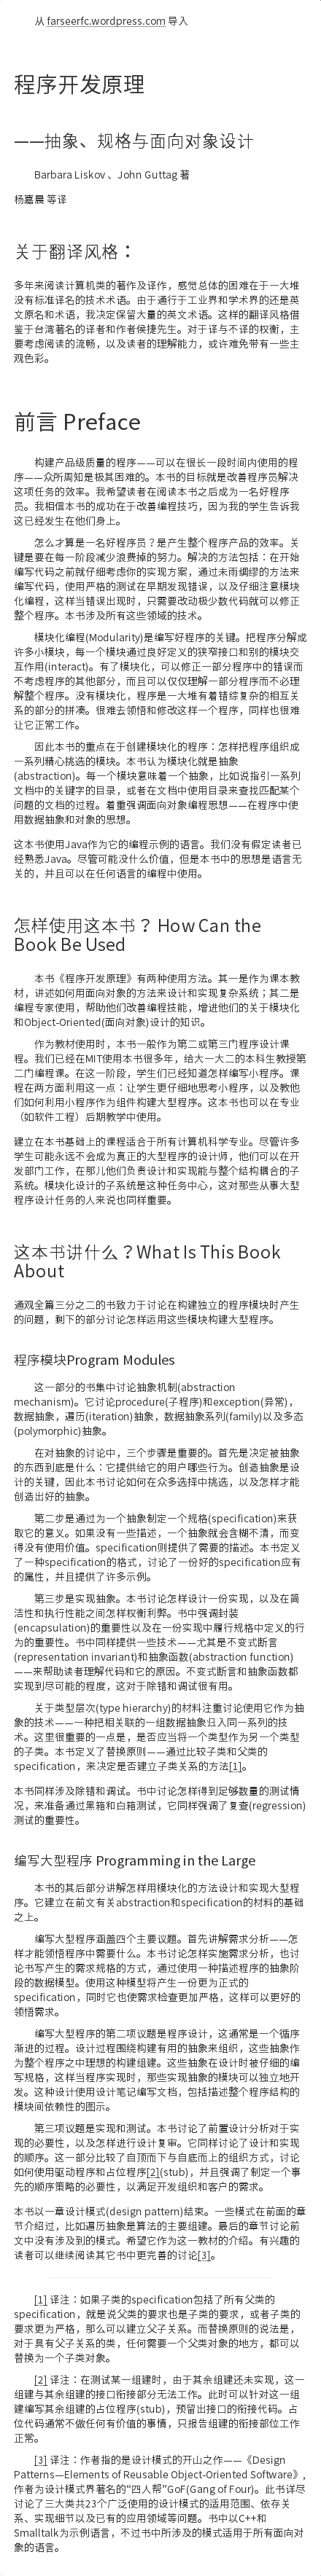 从 farseerfc.wordpress.com 导入
程序开发原理
——抽象、规格与面向对象设计
Barbara Liskov 、John Guttag 著
杨嘉晨 等译
关于翻译风格：
多年来阅读计算机类的著作及译作，感觉总体的困难在于一大堆
没有标准译名的技术术语。由于通行于工业界和学术界的还是英
文原名和术语，我决定保留大量的英文术语。这样的翻译风格借
鉴于台湾著名的译者和作者侯捷先生。对于译与不译的权衡，主
要考虑阅读的流畅，以及读者的理解能力，或许难免带有一些主
观色彩。
前言 Preface
构建产品级质量的程序——可以在很长一段时间内使用的程
序——众所周知是极其困难的。本书的目标就是改善程序员解决
这项任务的效率。我希望读者在阅读本书之后成为一名好程序
员。我相信本书的成功在于改善编程技巧，因为我的学生告诉我
这已经发生在他们身上。
怎么才算是一名好程序员？是产生整个程序产品的效率。关
键是要在每一阶段减少浪费掉的努力。解决的方法包括：在开始
编写代码之前就仔细考虑你的实现方案，通过未雨绸缪的方法来
编写代码，使用严格的测试在早期发现错误，以及仔细注意模块
化编程，这样当错误出现时，只需要改动极少数代码就可以修正
整个程序。本书涉及所有这些领域的技术。
模块化编程(Modularity)是编写好程序的关键。把程序分解成
许多小模块，每一个模块通过良好定义的狭窄接口和别的模块交
互作用(interact)。有了模块化，可以修正一部分程序中的错误而
不考虑程序的其他部分，而且可以仅仅理解一部分程序而不必理
解整个程序。没有模块化，程序是一大堆有着错综复杂的相互关
系的部分的拼凑。很难去领悟和修改这样一个程序，同样也很难
让它正常工作。
因此本书的重点在于创建模块化的程序：怎样把程序组织成
一系列精心挑选的模块。本书认为模块化就是抽象
(abstraction)。每一个模块意味着一个抽象，比如说指引一系列
文档中的关键字的目录，或者在文档中使用目录来查找匹配某个
问题的文档的过程。着重强调面向对象编程思想——在程序中使
用数据抽象和对象的思想。
这本书使用Java作为它的编程示例的语言。我们没有假定读者已
经熟悉Java。尽管可能没什么价值，但是本书中的思想是语言无
关的，并且可以在任何语言的编程中使用。
怎样使用这本书？ How Can the
Book Be Used
本书《程序开发原理》有两种使用方法。其一是作为课本教
材，讲述如何用面向对象的方法来设计和实现复杂系统；其二是
编程专家使用，帮助他们改善编程技能，增进他们的关于模块化
和Object-Oriented(面向对象)设计的知识。
作为教材使用时，本书一般作为第二或第三门程序设计课
程。我们已经在MIT使用本书很多年，给大一大二的本科生教授第
二门编程课。在这一阶段，学生们已经知道怎样编写小程序。课
程在两方面利用这一点：让学生更仔细地思考小程序，以及教他
们如何利用小程序作为组件构建大型程序。这本书也可以在专业
（如软件工程）后期教学中使用。
建立在本书基础上的课程适合于所有计算机科学专业。尽管许多
学生可能永远不会成为真正的大型程序的设计师，他们可以在开
发部门工作，在那儿他们负责设计和实现能与整个结构耦合的子
系统。模块化设计的子系统是这种任务中心，这对那些从事大型
程序设计任务的人来说也同样重要。
这本书讲什么？What Is This Book
About
通观全篇三分之二的书致力于讨论在构建独立的程序模块时产生
的问题，剩下的部分讨论怎样运用这些模块构建大型程序。
程序模块Program Modules
这一部分的书集中讨论抽象机制(abstraction
mechanism)。它讨论procedure(子程序)和exception(异常)，
数据抽象，遍历(iteration)抽象，数据抽象系列(family)以及多态
(polymorphic)抽象。
在对抽象的讨论中，三个步骤是重要的。首先是决定被抽象
的东西到底是什么：它提供给它的用户哪些行为。创造抽象是设
计的关键，因此本书讨论如何在众多选择中挑选，以及怎样才能
创造出好的抽象。
第二步是通过为一个抽象制定一个规格(specification)来获
取它的意义。如果没有一些描述，一个抽象就会含糊不清，而变
得没有使用价值。specification则提供了需要的描述。本书定义
了一种specification的格式，讨论了一份好的specification应有
的属性，并且提供了许多示例。
第三步是实现抽象。本书讨论怎样设计一份实现，以及在简
洁性和执行性能之间怎样权衡利弊。书中强调封装
(encapsulation)的重要性以及在一份实现中履行规格中定义的行
为的重要性。书中同样提供一些技术——尤其是不变式断言
(representation invariant)和抽象函数(abstraction function)
——来帮助读者理解代码和它的原因。不变式断言和抽象函数都
实现到尽可能的程度，这对于除错和调试很有用。
关于类型层次(type hierarchy)的材料注重讨论使用它作为抽
象的技术——一种把相关联的一组数据抽象归入同一系列的技
术。这里很重要的一点是，是否应当将一个类型作为另一个类型
的子类。本书定义了替换原则——通过比较子类和父类的
specification，来决定是否建立子类关系的方法[1]。
本书同样涉及除错和调试。书中讨论怎样得到足够数量的测试情
况，来准备通过黑箱和白箱测试，它同样强调了复查(regression)
测试的重要性。
编写大型程序 Programming in the Large
本书的其后部分讲解怎样用模块化的方法设计和实现大型程
序。它建立在前文有关abstraction和specification的材料的基础
之上。
编写大型程序涵盖四个主要议题。首先讲解需求分析——怎
样才能领悟程序中需要什么。本书讨论怎样实施需求分析，也讨
论书写产生的需求规格的方式，通过使用一种描述程序的抽象阶
段的数据模型。使用这种模型将产生一份更为正式的
specification，同时它也使需求检查更加严格，这样可以更好的
领悟需求。
编写大型程序的第二项议题是程序设计，这通常是一个循序
渐进的过程。设计过程围绕构建有用的抽象来组织，这些抽象作
为整个程序之中理想的构建组建。这些抽象在设计时被仔细的编
写规格，这样当程序实现时，那些实现抽象的模块可以独立地开
发。这种设计使用设计笔记编写文档，包括描述整个程序结构的
模块间依赖性的图示。
第三项议题是实现和测试。本书讨论了前置设计分析对于实
现的必要性，以及怎样进行设计复审。它同样讨论了设计和实现
的顺序。这一部分比较了自顶而下与自底而上的组织方式，讨论
如何使用驱动程序和占位程序[2](stub)，并且强调了制定一个事
先的顺序策略的必要性，以满足开发组织和客户的需求。
本书以一章设计模式(design pattern)结束。一些模式在前面的章
节介绍过，比如遍历抽象是算法的主要组建。最后的章节讨论前
文中没有涉及到的模式。希望它作为这一教材的介绍。有兴趣的
读者可以继续阅读其它书中更完善的讨论[3]。
[1] 译注：如果子类的specification包括了所有父类的
specification，就是说父类的要求也是子类的要求，或者子类的
要求更为严格，那么可以建立父子关系。而替换原则的说法是，
对于具有父子关系的类，任何需要一个父类对象的地方，都可以
替换为一个子类对象。
[2] 译注：在测试某一组建时，由于其余组建还未实现，这一
组建与其余组建的接口衔接部分无法工作。此时可以针对这一组
建编写其余组建的占位程序(stub)，预留出接口的衔接代码。占
位代码通常不做任何有价值的事情，只报告组建的衔接部位工作
正常。
[3] 译注：作者指的是设计模式的开山之作——《Design
Patterns—Elements of Reusable Object-Oriented Software》，
作者为设计模式界著名的“四人帮”GoF(Gang of Four)。此书详尽
讨论了三大类共23个广泛使用的设计模式的适用范围、依存关
系、实现细节以及已有的应用领域等问题。书中以C++和
Smalltalk为示例语言，不过书中所涉及的模式适用于所有面向对
象的语言。